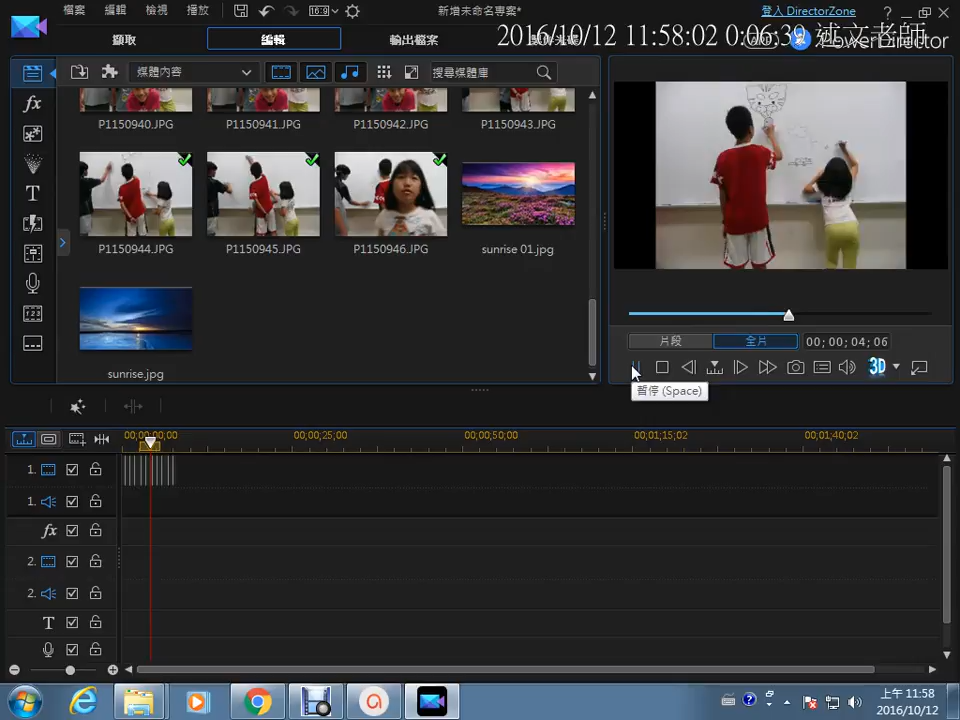 檔案 編輯 檢視 播放 16:9 新增未命名專案* 登入 DirectorZone ?
2016/10/12 11:58:02 0:06:39 述文老師
擷取 編輯 輸出檔案 PowerDirector
媒體內容 搜尋媒體庫
P1150940.JPG P1150941.JPG P1150942.JPG P1150943.JPG
P1150944.JPG P1150945.JPG P1150946.JPG sunrise 01.jpg
sunrise.jpg
片段 全片 00;00;04;06
3D
暫停 (Space)
00;00;00;00 00;00;25;00 00;00;50;00 00;01;15;02 00;01;40;02
1.
1.
fx
2.
2.
T
上午 11:58
2016/10/12